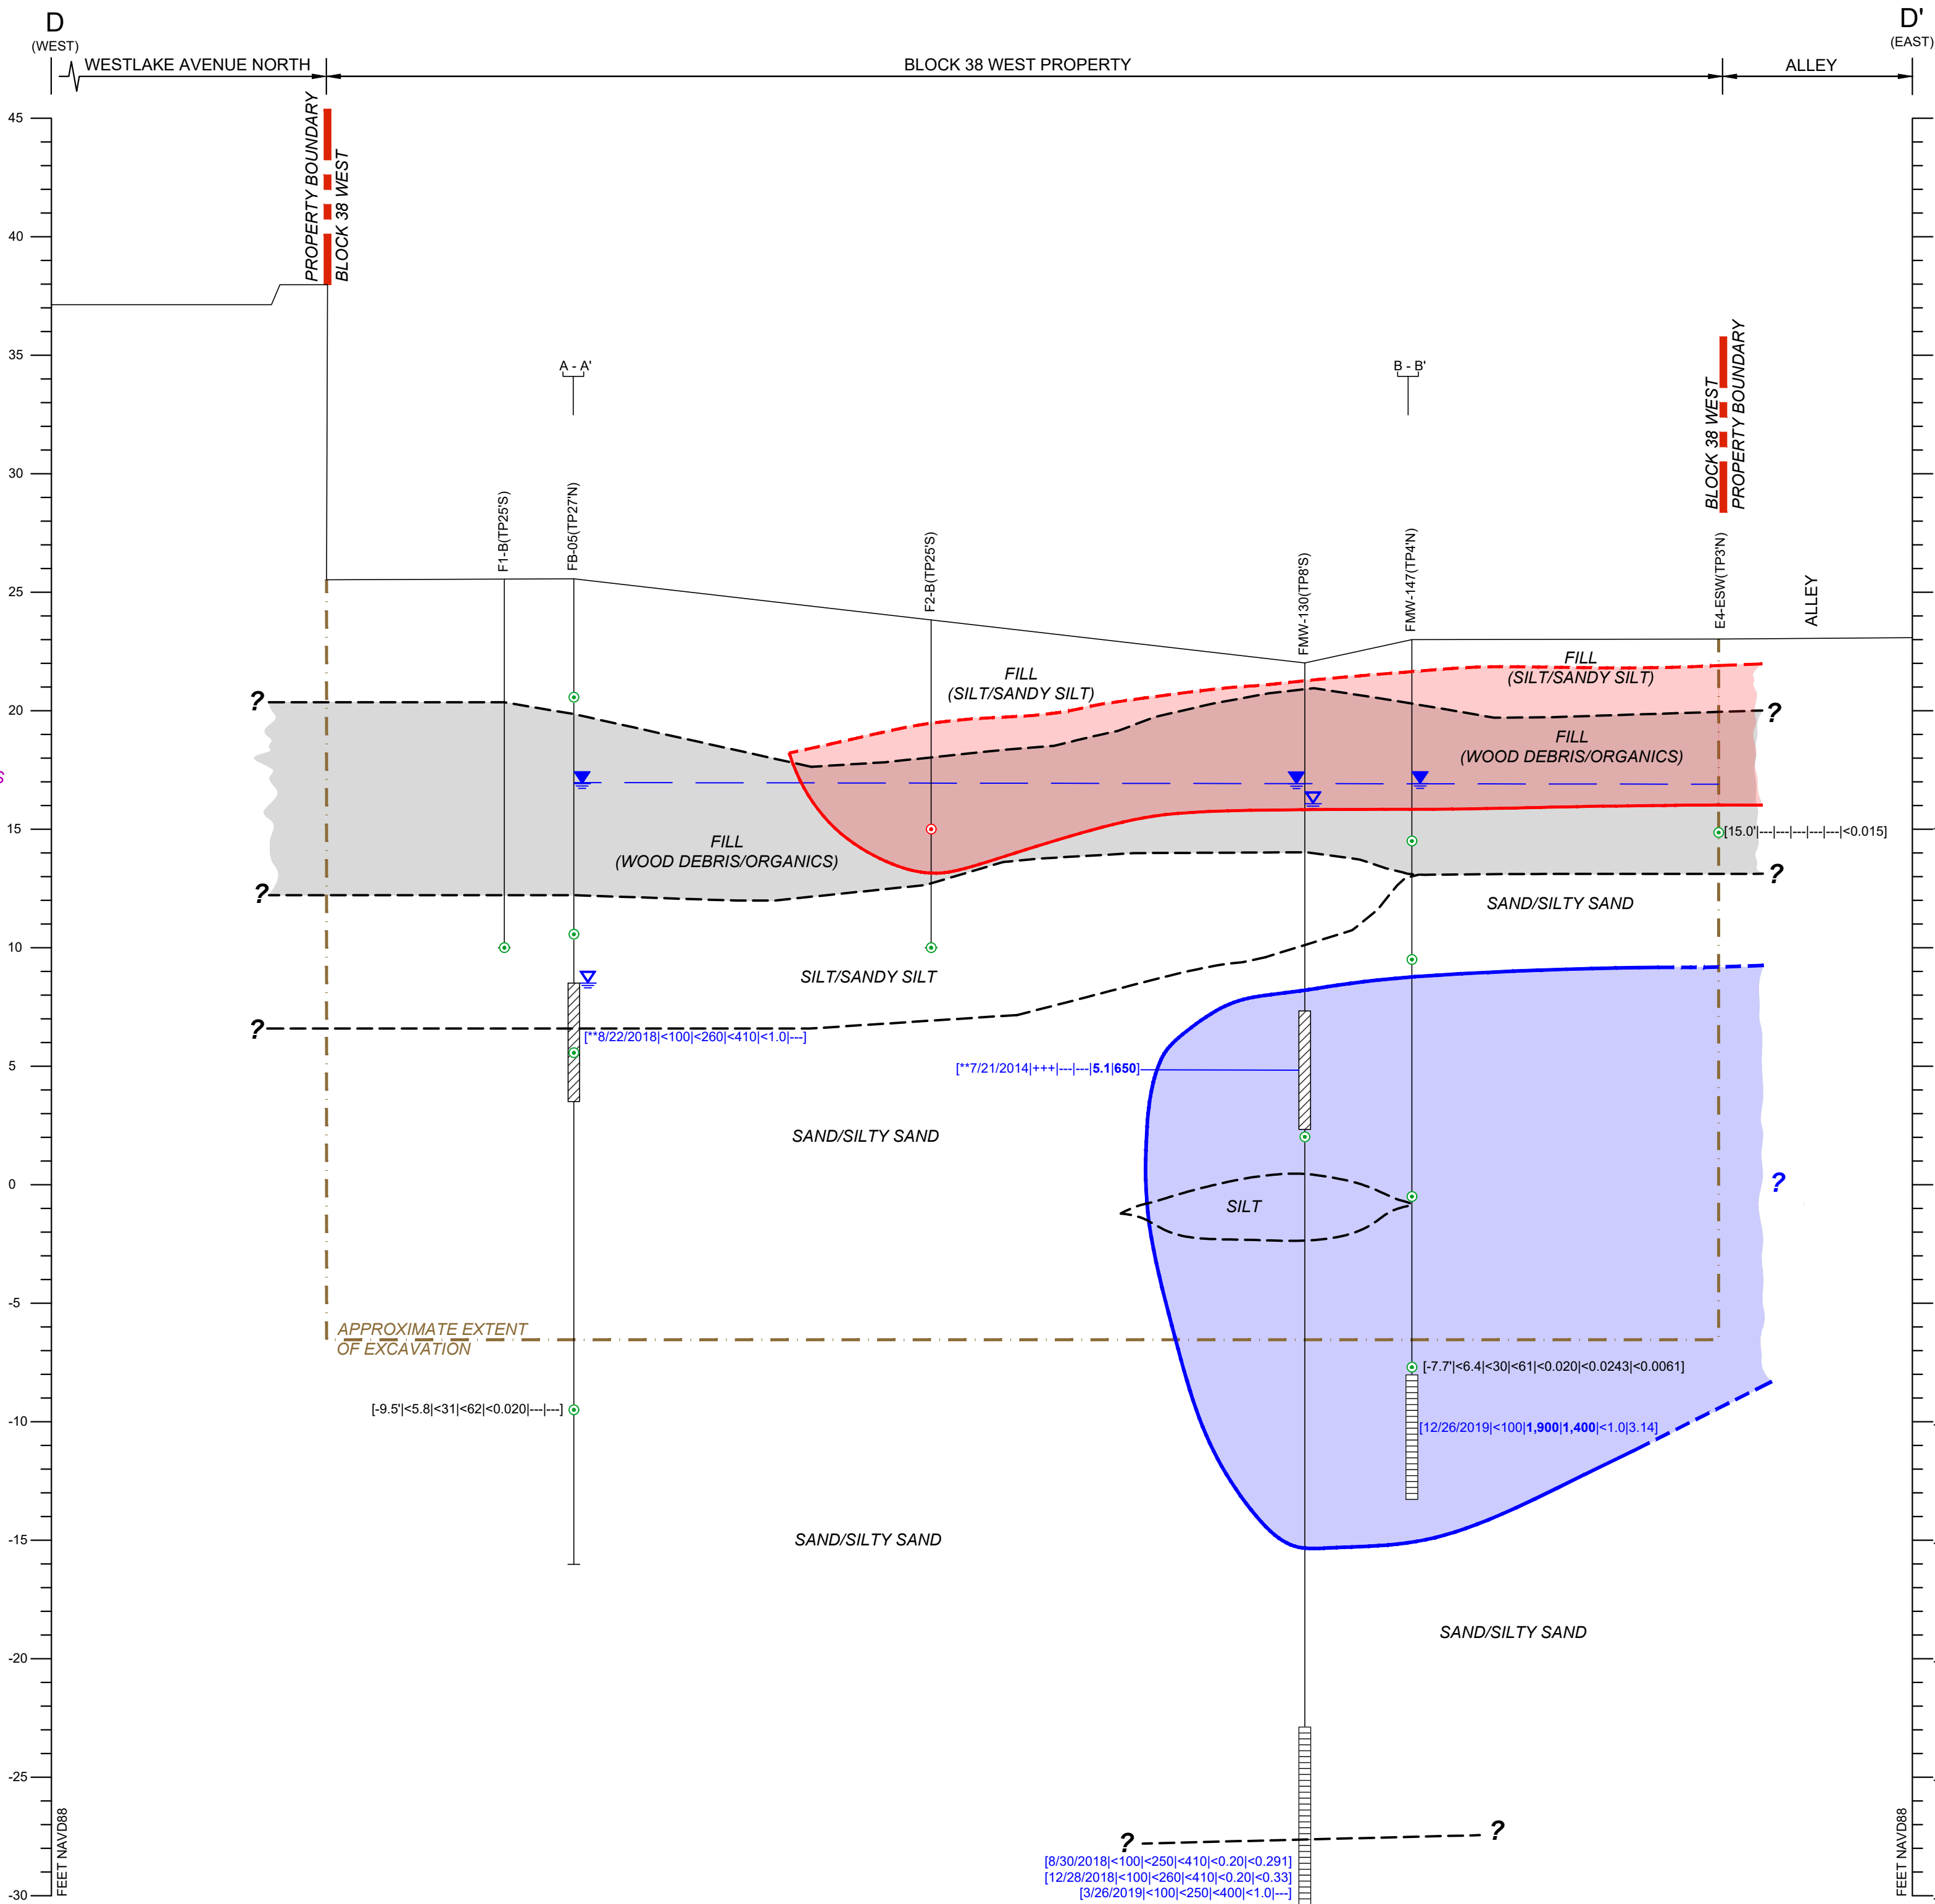 D
(WEST)
D'
(EAST)
WESTLAKE AVENUE NORTH
BLOCK 38 WEST PROPERTY
ALLEY
PROPERTY BOUNDARY
BLOCK 38 WEST
45
40
35
30
25
20
15
10
5
0
-5
-10
-15
-20
-25
-30
FEET NAVD88
A - A'
B - B'
BLOCK 38 WEST
PROPERTY BOUNDARY
F1-B(TP25'S)
FB-05(TP27'N)
F2-B(TP25'S)
FMW-130(TP8'S)
FMW-147(TP4'N)
E4-ESW(TP3'N)
ALLEY
FILL
(SILT/SANDY SILT)
FILL
(SILT/SANDY SILT)
?
?
FILL
(WOOD DEBRIS/ORGANICS)
S
FILL
(WOOD DEBRIS/ORGANICS)
[15.0'|---|---|---|---|---|<0.015]
?
?
SAND/SILTY SAND
SILT/SANDY SILT
?
[**8/22/2018|<100|<260|<410|<1.0|---]
[**7/21/2014|+++|---|---|5.1|650]
SAND/SILTY SAND
?
SILT
APPROXIMATE EXTENT
OF EXCAVATION
[-7.7'|<6.4|<30|<61|<0.020|<0.0243|<0.0061]
[-9.5'|<5.8|<31|<62|<0.020|---|---]
[12/26/2019|<100|1,900|1,400|<1.0|3.14]
SAND/SILTY SAND
SAND/SILTY SAND
?
?
[8/30/2018|<100|<250|<410|<0.20|<0.291]
[12/28/2018|<100|<260|<410|<0.20|<0.33]
[3/26/2019|<100|<250|<400|<1.0|---]
FEET NAVD88